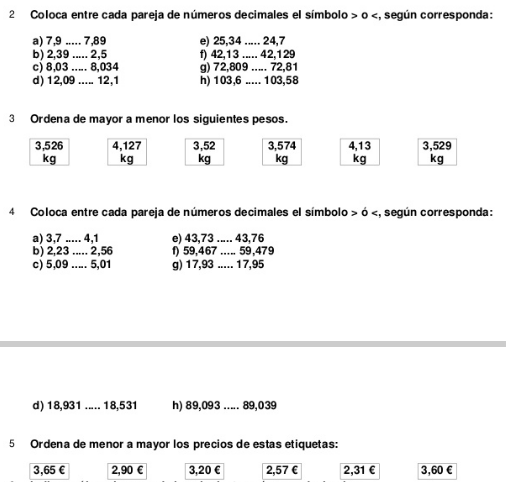 2 Coloca entre cada pareja de números decimales el símbolo > o <, según corresponda:
a) 7,9 ..... 7,89 e) 25,34 ..... 24,7
b) 2,39 ..... 2,5 f) 42,13 ..... 42,129
c) 8,03 ..... 8,034 g) 72,809 ..... 72,81
d) 12,09 ..... 12,1 h) 103,6 ..... 103,58
3 Ordena de mayor a menor los siguientes pesos.
3,526 4,127 3,52 3,574 4,13 3,529
kg kg kg kg kg kg
4 Coloca entre cada pareja de números decimales el símbolo > ó <, según corresponda:
a) 3,7 ..... 4,1 e) 43,73 ..... 43,76
b) 2,23 ..... 2,56 f) 59,467 ..... 59,479
c) 5,09 ..... 5,01 g) 17,93 ..... 17,95
d) 18,931 ..... 18,531 h) 89,093 ..... 89,039
5 Ordena de menor a mayor los precios de estas etiquetas:
3,65 € 2,90 € 3,20 € 2,57 € 2,31 € 3,60 €